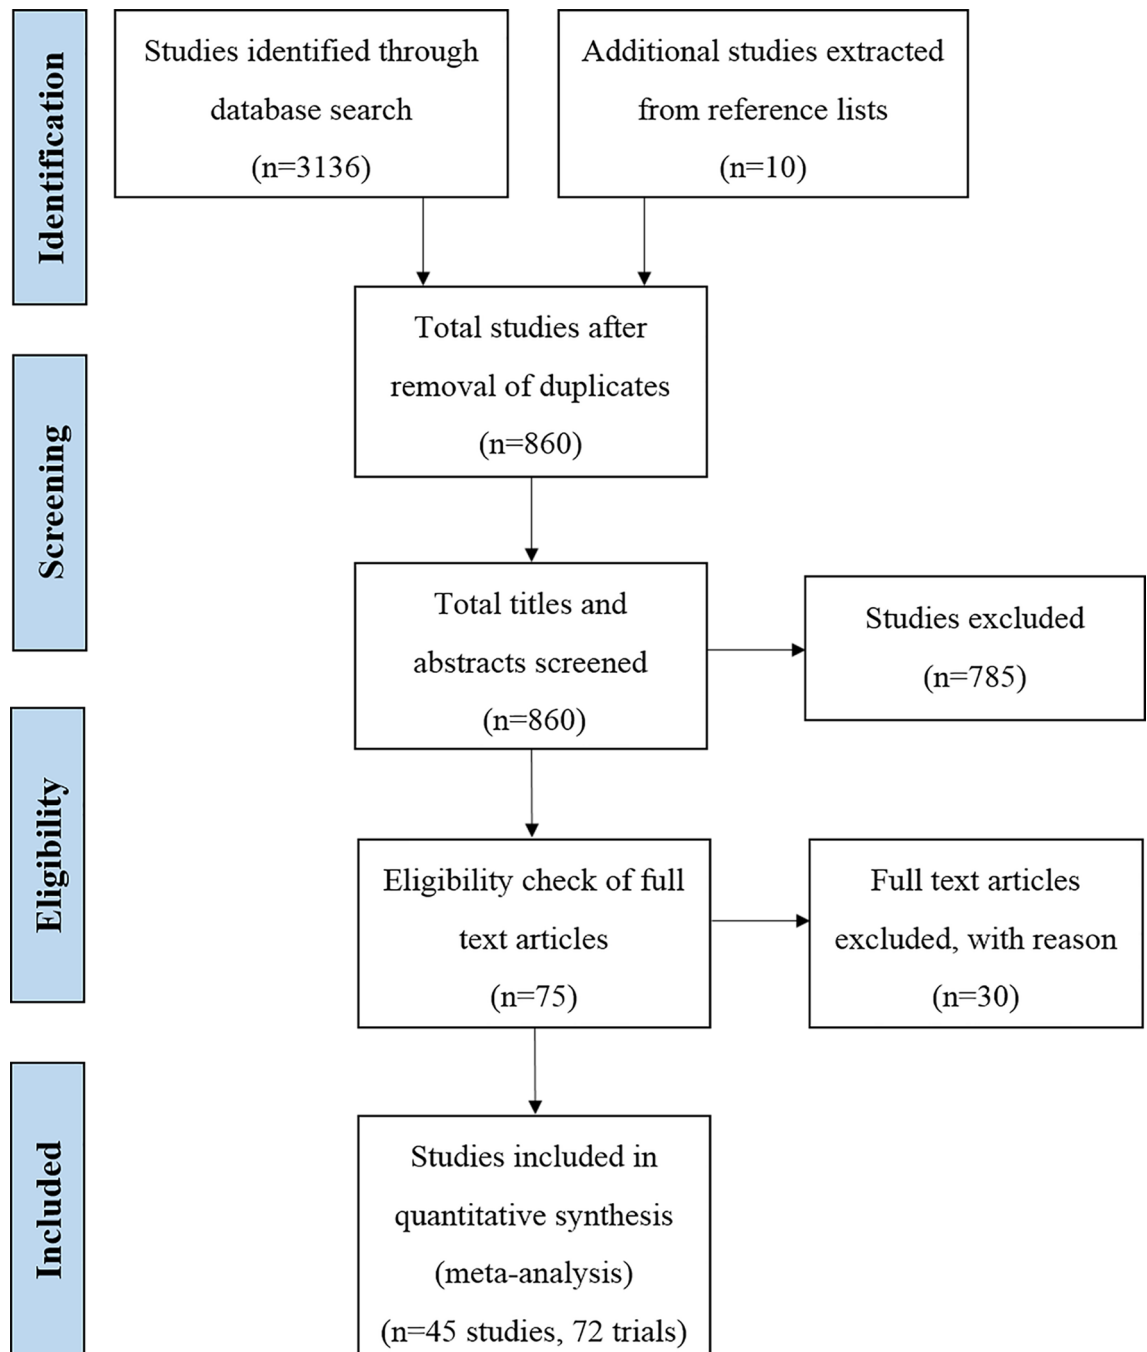 Identification
Studies identified through
database search
(n=3136)
Additional studies extracted
from reference lists
(n=10)
Total studies after
removal of duplicates
(n=860)
Screening
Total titles and
abstracts screened
(n=860)
Studies excluded
(n=785)
Eligibility
Eligibility check of full
text articles
(n=75)
Full text articles
excluded, with reason
(n=30)
Included
Studies included in
quantitative synthesis
(meta-analysis)
(n=45 studies, 72 trials)